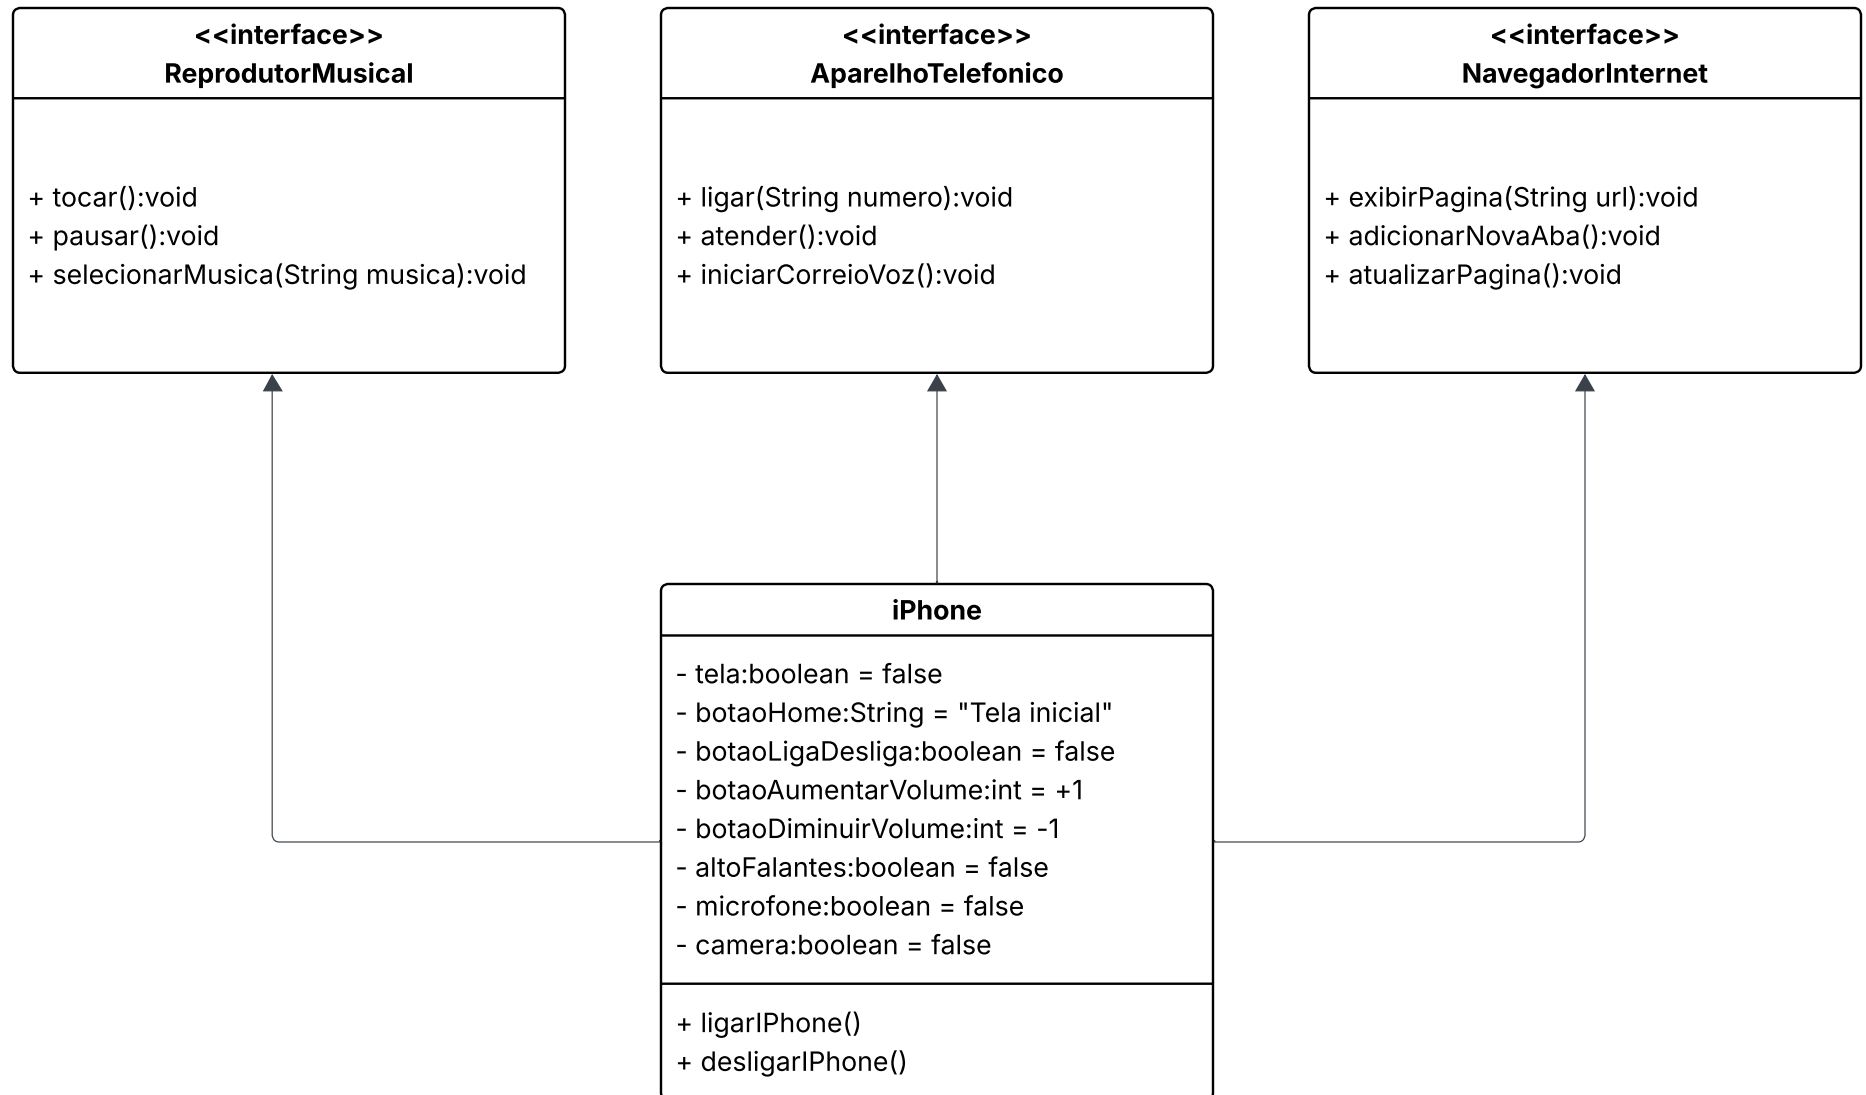 <<interface>>
ReprodutorMusical
+ tocar():void
+ pausar():void
+ selecionarMusica(String musica):void
<<interface>>
AparelhoTelefonico
+ ligar(String numero):void
+ atender():void
+ iniciarCorreioVoz():void
<<interface>>
NavegadorInternet
+ exibirPagina(String url):void
+ adicionarNovaAba():void
+ atualizarPagina():void
iPhone
- tela:boolean = false
- botaoHome:String = "Tela inicial"
- botaoLigaDesliga:boolean = false
- botaoAumentarVolume:int = +1
- botaoDiminuirVolume:int = -1
- altoFalantes:boolean = false
- microfone:boolean = false
- camera:boolean = false
+ ligarIPhone()
+ desligarIPhone()